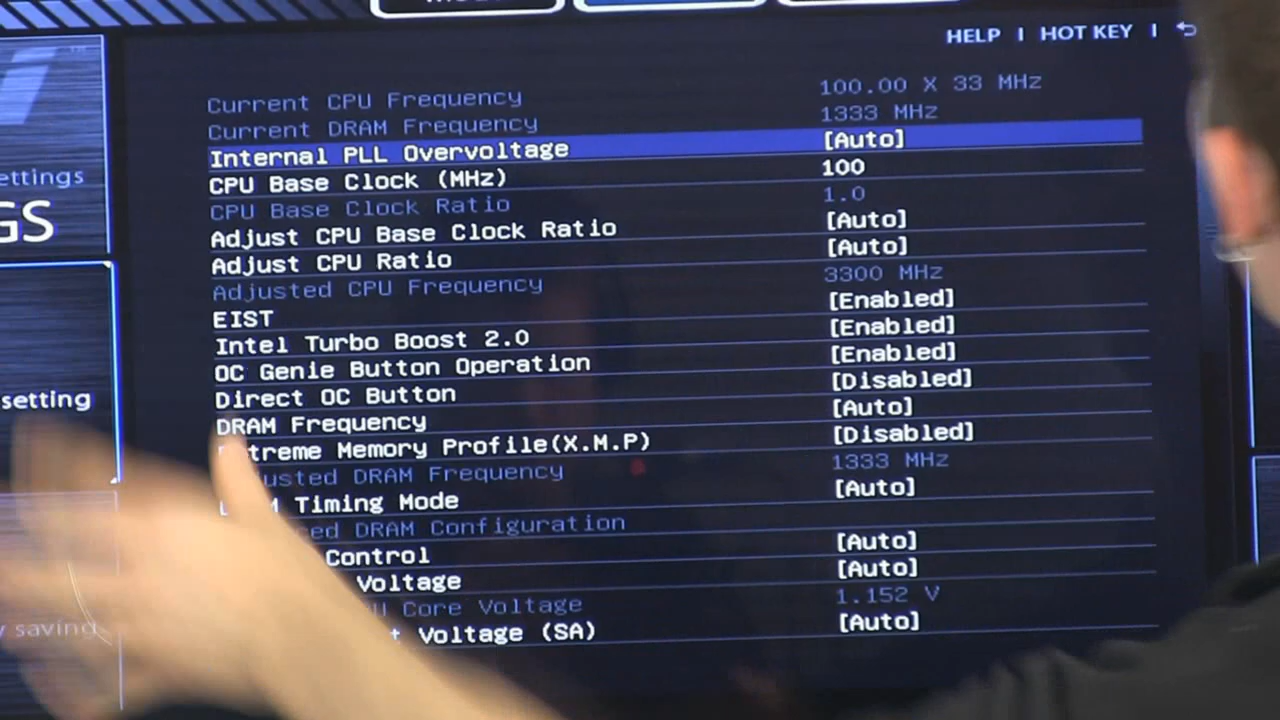 HELP | HOT KEY |
Current CPU Frequency 100.00 X 33 MHz
Current DRAM Frequency 1333 MHz
Internal PLL Overvoltage [Auto]
CPU Base Clock (MHz) 100
CPU Base Clock Ratio 1.0
Adjust CPU Base Clock Ratio [Auto]
Adjust CPU Ratio [Auto]
Adjusted CPU Frequency 3300 MHz
EIST [Enabled]
Intel Turbo Boost 2.0 [Enabled]
OC Genie Button Operation [Enabled]
Direct OC Button [Disabled]
DRAM Frequency [Auto]
treme Memory Profile(X.M.P) [Disabled]
usted DRAM Frequency 1333 MHz
Timing Mode [Auto]
ced DRAM Configuration
Control [Auto]
Voltage [Auto]
Core Voltage 1.152 V
Voltage (SA) [Auto]
ettings
GS
setting
saving